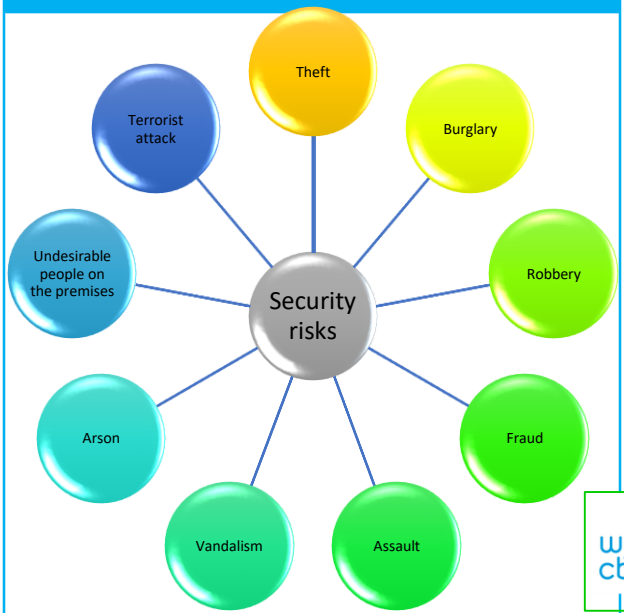 Theft
Burglary
Robbery
Fraud
Assault
Vandalism
Arson
Undesirable
people on
the premises
Terrorist
attack
Security
risks